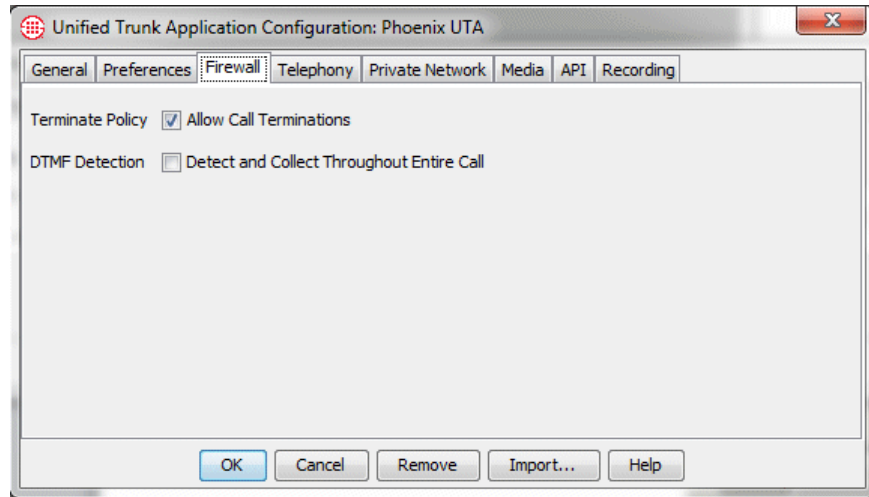 Unified Trunk Application Configuration: Phoenix UTA
General Preferences Firewall Telephony Private Network Media API Recording
Terminate Policy Allow Call Terminations
DTMF Detection Detect and Collect Throughout Entire Call
OK Cancel Remove Import... Help